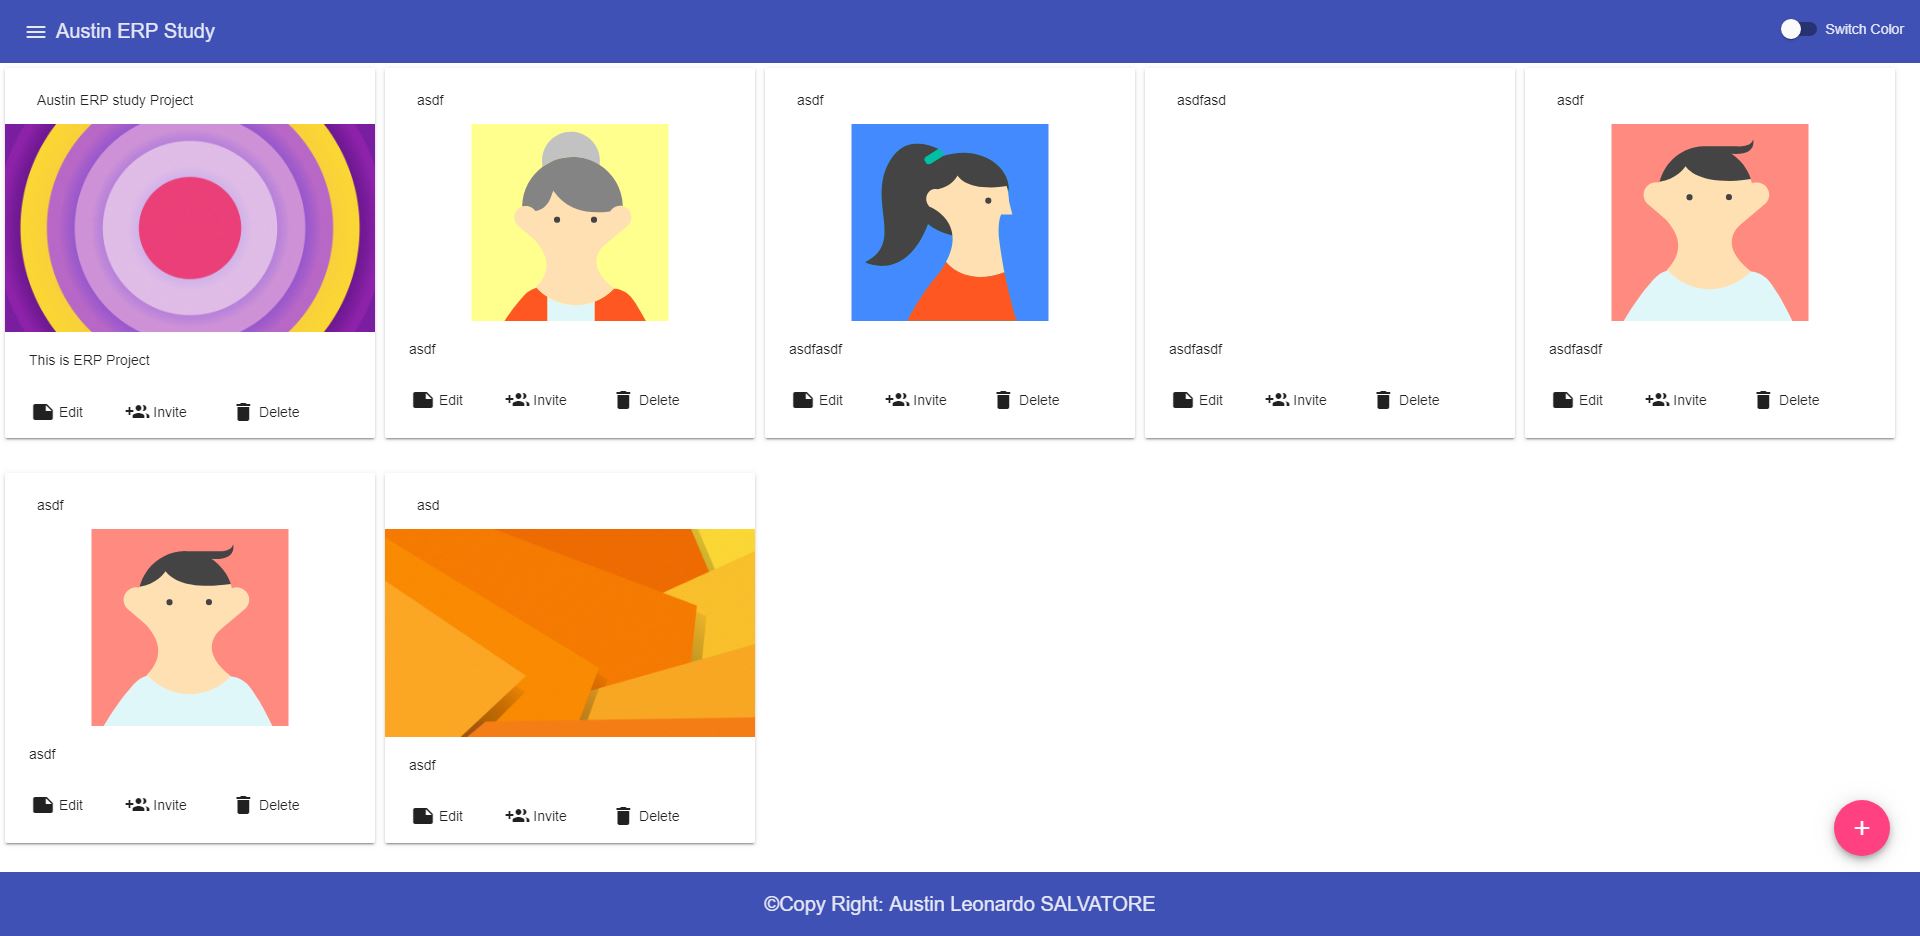 Austin ERP Study
Switch Color
Austin ERP study Project
This is ERP Project
Edit Invite Delete
asdf
asdf
Edit Invite Delete
asdf
asdfasdf
Edit Invite Delete
asdfasd
asdfasdf
Edit Invite Delete
asdf
asdfasdf
Edit Invite Delete
asdf
asdf
Edit Invite Delete
asd
asdf
Edit Invite Delete
©Copy Right: Austin Leonardo SALVATORE